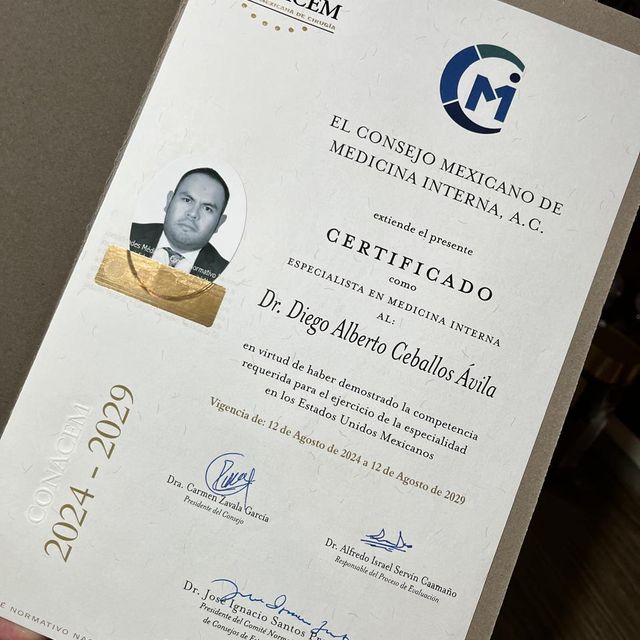 MEXICANA DE CIRUGÍA
CM
EL CONSEJO MEXICANO DE
MEDICINA INTERNA, A.C.
extiende el presente
CERTIFICADO
como
ESPECIALISTA EN MEDICINA INTERNA
AL:
Dr. Diego Alberto Ceballos Ávila
en virtud de haber demostrado la competencia
requerida para el ejercicio de la especialidad
en los Estados Unidos Mexicanos
Vigencia de: 12 de Agosto de 2024 a 12 de Agosto de 2029
CONACEM
2024 - 2029
Dra. Carmen Zavala García
Presidente del Consejo
Dr. Alfredo Israel Servín Caamaño
Responsable del Proceso de Evaluación
Dr. José Ignacio Santos
Presidente del Comité
de Consejos de
NORMATIVO